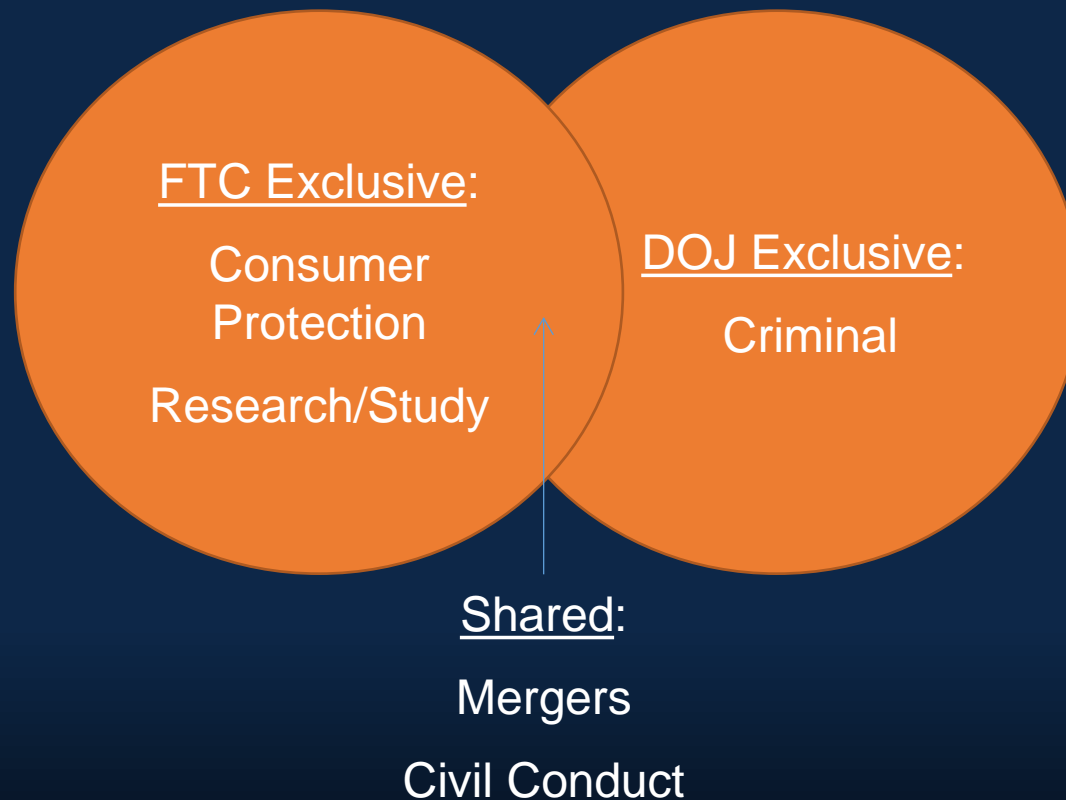 FTC Exclusive:
Consumer
Protection
Research/Study
DOJ Exclusive:
Criminal
Shared:
Mergers
Civil Conduct